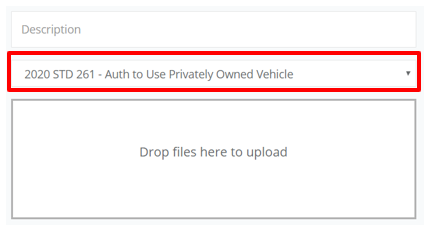 Description
2020 STD 261 - Auth to Use Privately Owned Vehicle
Drop files here to upload